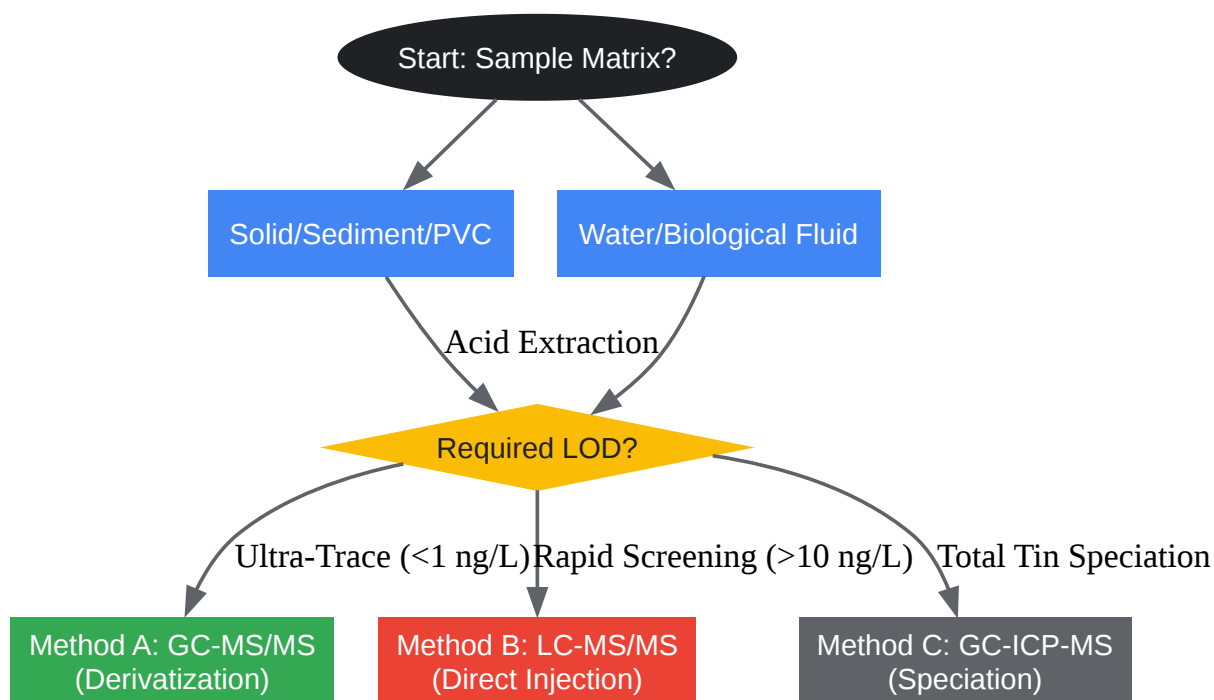 Start: Sample Matrix?
Solid/Sediment/PVC
Water/Biological Fluid
Acid Extraction
Required LOD?
Ultra-Trace (<1 ng/L)
Rapid Screening (>10 ng/L)
Total Tin Speciation
Method A: GC-MS/MS
(Derivatization)
Method B: LC-MS/MS
(Direct Injection)
Method C: GC-ICP-MS
(Speciation)